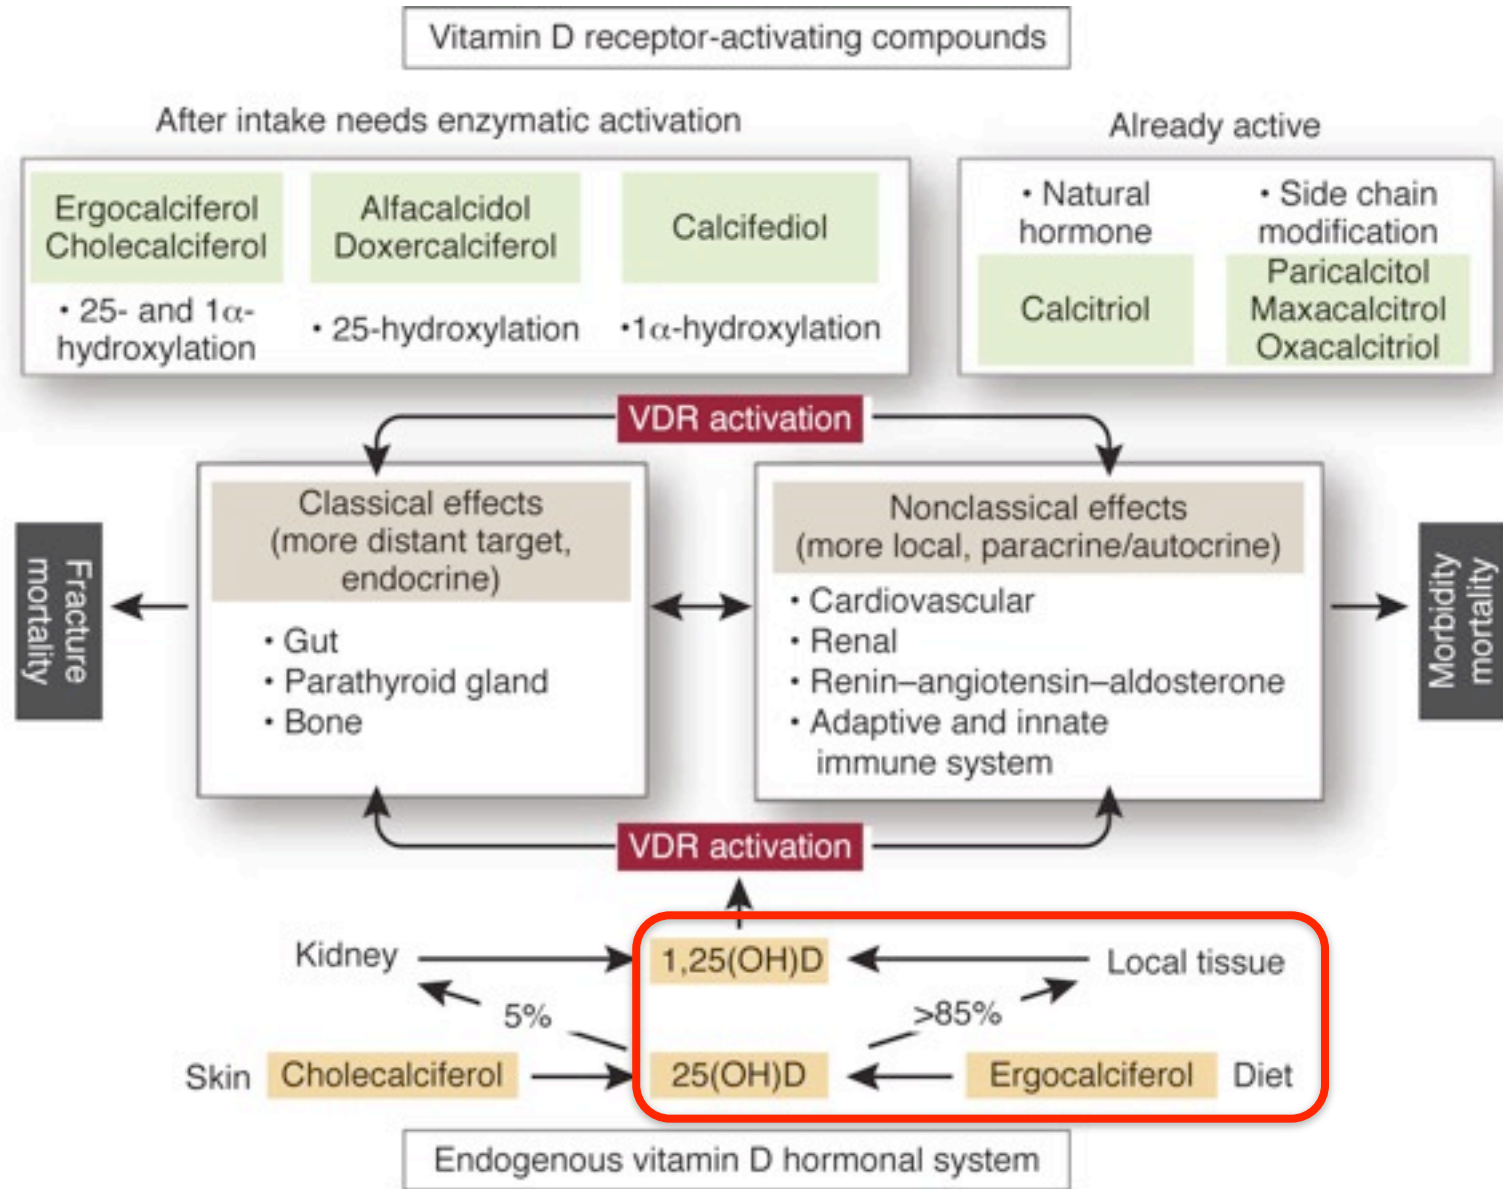 Vitamin D receptor-activating compounds
After intake needs enzymatic activation
Ergocalciferol
Cholecalciferol
• 25- and 1α-
hydroxylation
Alfacalcidol
Doxercalciferol
• 25-hydroxylation
Calcifediol
•1α-hydroxylation
Already active
• Natural
hormone
Calcitriol
• Side chain
modification
Paricalcitol
Maxacalcitrol
Oxacalcitriol
VDR activation
Fracture
mortality
Classical effects
(more distant target,
endocrine)
• Gut
• Parathyroid gland
• Bone
Nonclassical effects
(more local, paracrine/autocrine)
• Cardiovascular
• Renal
• Renin–angiotensin–aldosterone
• Adaptive and innate
immune system
Morbidity
mortality
VDR activation
Kidney
1,25(OH)D
Local tissue
5%
>85%
Skin
Cholecalciferol
25(OH)D
Ergocalciferol
Diet
Endogenous vitamin D hormonal system